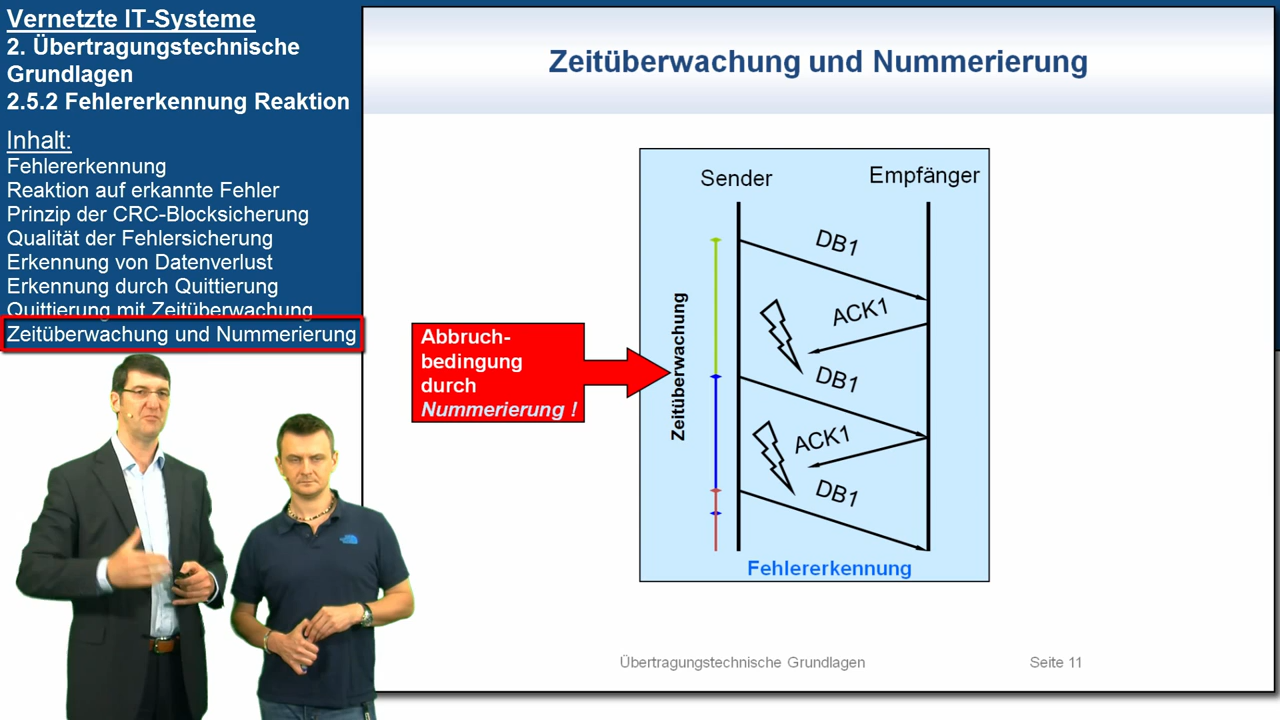 Vernetzte IT-Systeme
2. Übertragungstechnische
Grundlagen
2.5.2 Fehlererkennung Reaktion
Inhalt:
Fehlererkennung
Reaktion auf erkannte Fehler
Prinzip der CRC-Blocksicherung
Qualität der Fehlersicherung
Erkennung von Datenverlust
Erkennung durch Quittierung
Quittierung mit Zeitüberwachung
Zeitüberwachung und Nummerierung
Zeitüberwachung und Nummerierung
Sender
Empfänger
DB1
ACK1
DB1
ACK1
DB1
Zeitüberwachung
Abbruch-
bedingung
durch
Nummerierung !
Fehlererkennung
Übertragungstechnische Grundlagen
Seite 11